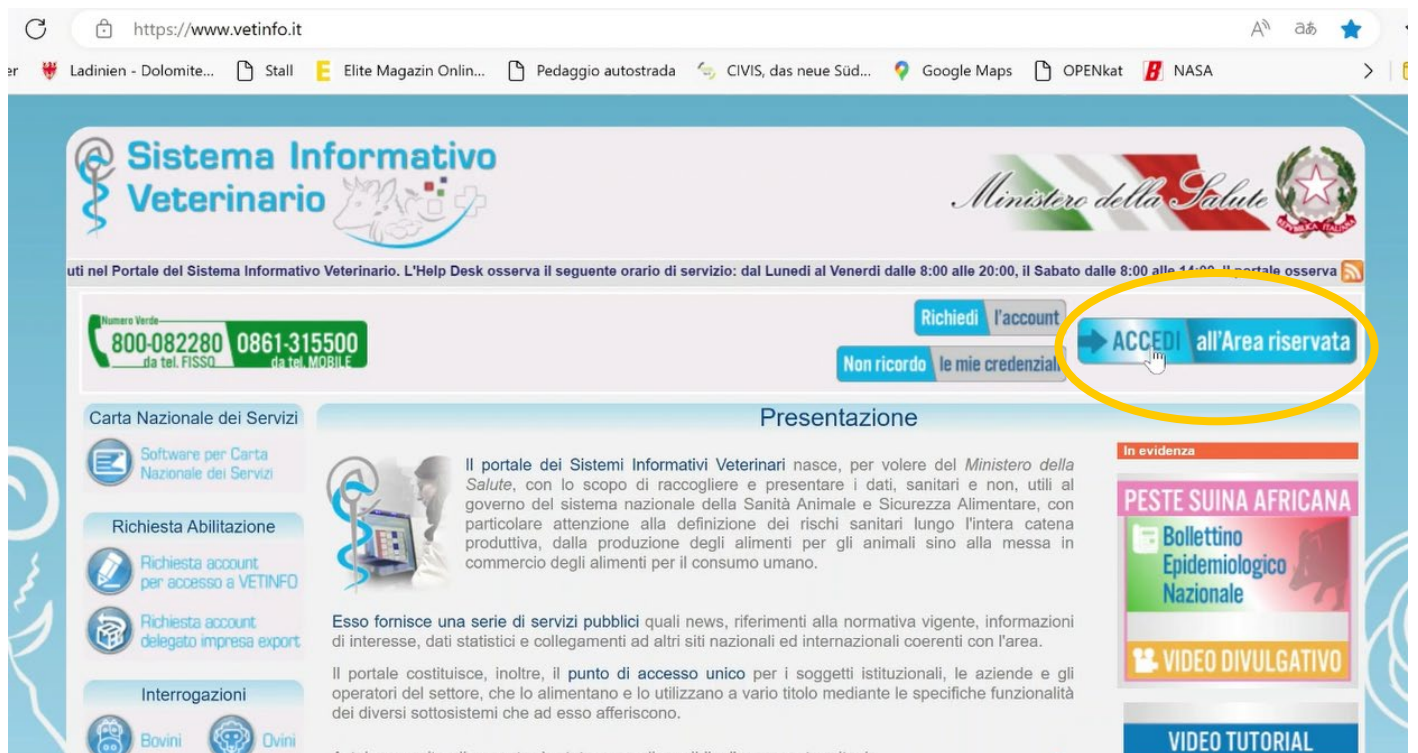 https://www.vetinfo.it
er Ladinien - Dolomite... Stall Elite Magazin Onlin... Pedaggio autostrada CIVIS, das neue Süd... Google Maps OPENkat NASA
Sistema Informativo
Veterinario
Ministero della Salute
uti nel Portale del Sistema Informativo Veterinario. L'Help Desk osserva il seguente orario di servizio: dal Lunedi al Venerdi dalle 8:00 alle 20:00, il Sabato dalle 8:00 alle 14:00. Il portale osserva
Numero Verde
800-082280 0861-315500
da tel. FISSO da tel. MOBILE
Richiedi l'account
Non ricordo le mie credenziali
ACCEDI all'Area riservata
Carta Nazionale dei Servizi
Software per Carta
Nazionale dei Servizi
Richiesta Abilitazione
Richiesta account
per accesso a VETINFO
Richiesta account
delegato impresa export
Interrogazioni
Bovini Ovini
Presentazione
Il portale dei Sistemi Informativi Veterinari nasce, per volere del Ministero della
Salute, con lo scopo di raccogliere e presentare i dati, sanitari e non, utili al
governo del sistema nazionale della Sanità Animale e Sicurezza Alimentare, con
particolare attenzione alla definizione dei rischi sanitari lungo l'intera catena
produttiva, dalla produzione degli alimenti per gli animali sino alla messa in
commercio degli alimenti per il consumo umano.
Esso fornisce una serie di servizi pubblici quali news, riferimenti alla normativa vigente, informazioni
di interesse, dati statistici e collegamenti ad altri siti nazionali ed internazionali coerenti con l'area.
Il portale costituisce, inoltre, il punto di accesso unico per i soggetti istituzionali, le aziende e gli
operatori del settore, che lo alimentano e lo utilizzano a vario titolo mediante le specifiche funzionalità
dei diversi sottosistemi che ad esso afferiscono.
In evidenza
PESTE SUINA AFRICANA
Bollettino
Epidemiologico
Nazionale
VIDEO DIVULGATIVO
VIDEO TUTORIAL